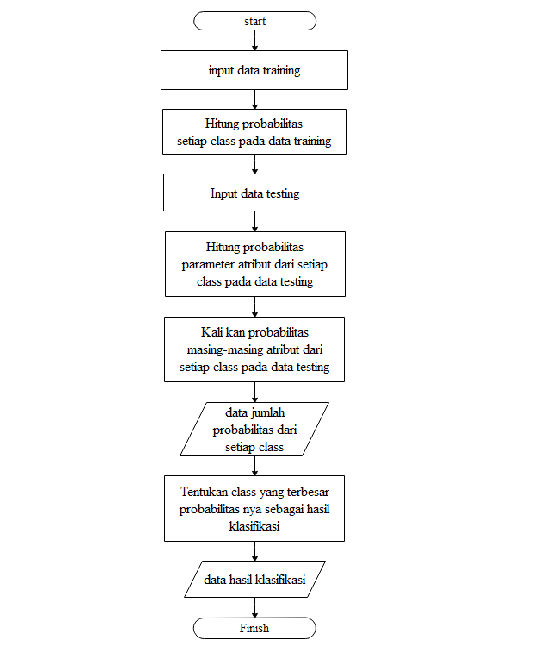 start
input data training
Hitung probabilitas
setiap class pada data training
Input data testing
Hitung probabilitas
parameter atribut dari setiap
class pada data testing
Kali kan probabilitas
masing-masing atribut dari
setiap class pada data testing
data jumlah
probabilitas dari
setiap class
Tentukan class yang terbesar
probabilitas nya sebagai hasil
klasifikasi
data hasil klasifikasi
Finish